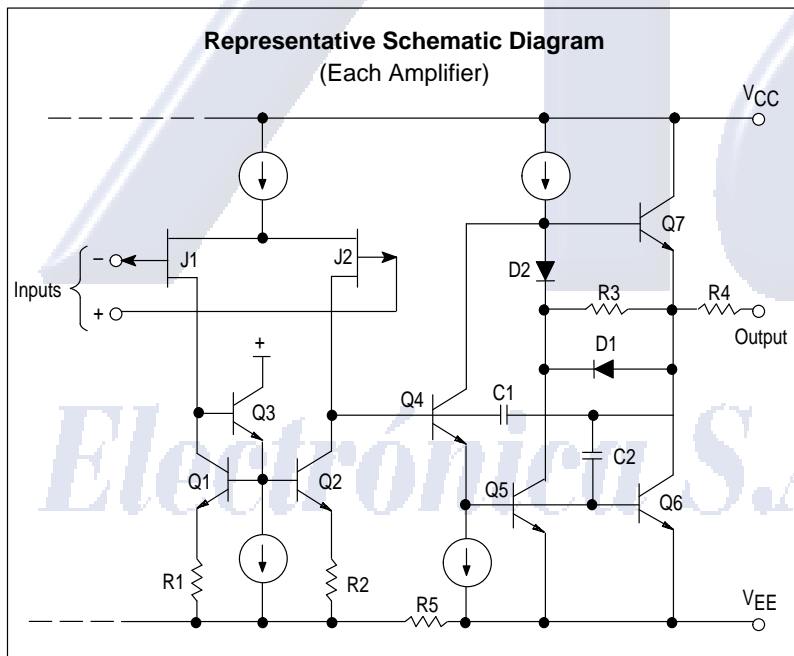 Representative Schematic Diagram
(Each Amplifier)
VCC
Q7
J1
J2
D2
−
Inputs
+
R3
R4
Output
D1
+
Q3
Q4
C1
C2
Q1
Q2
Q5
Q6
R1
R2
R5
VEE
Electrónica S.A